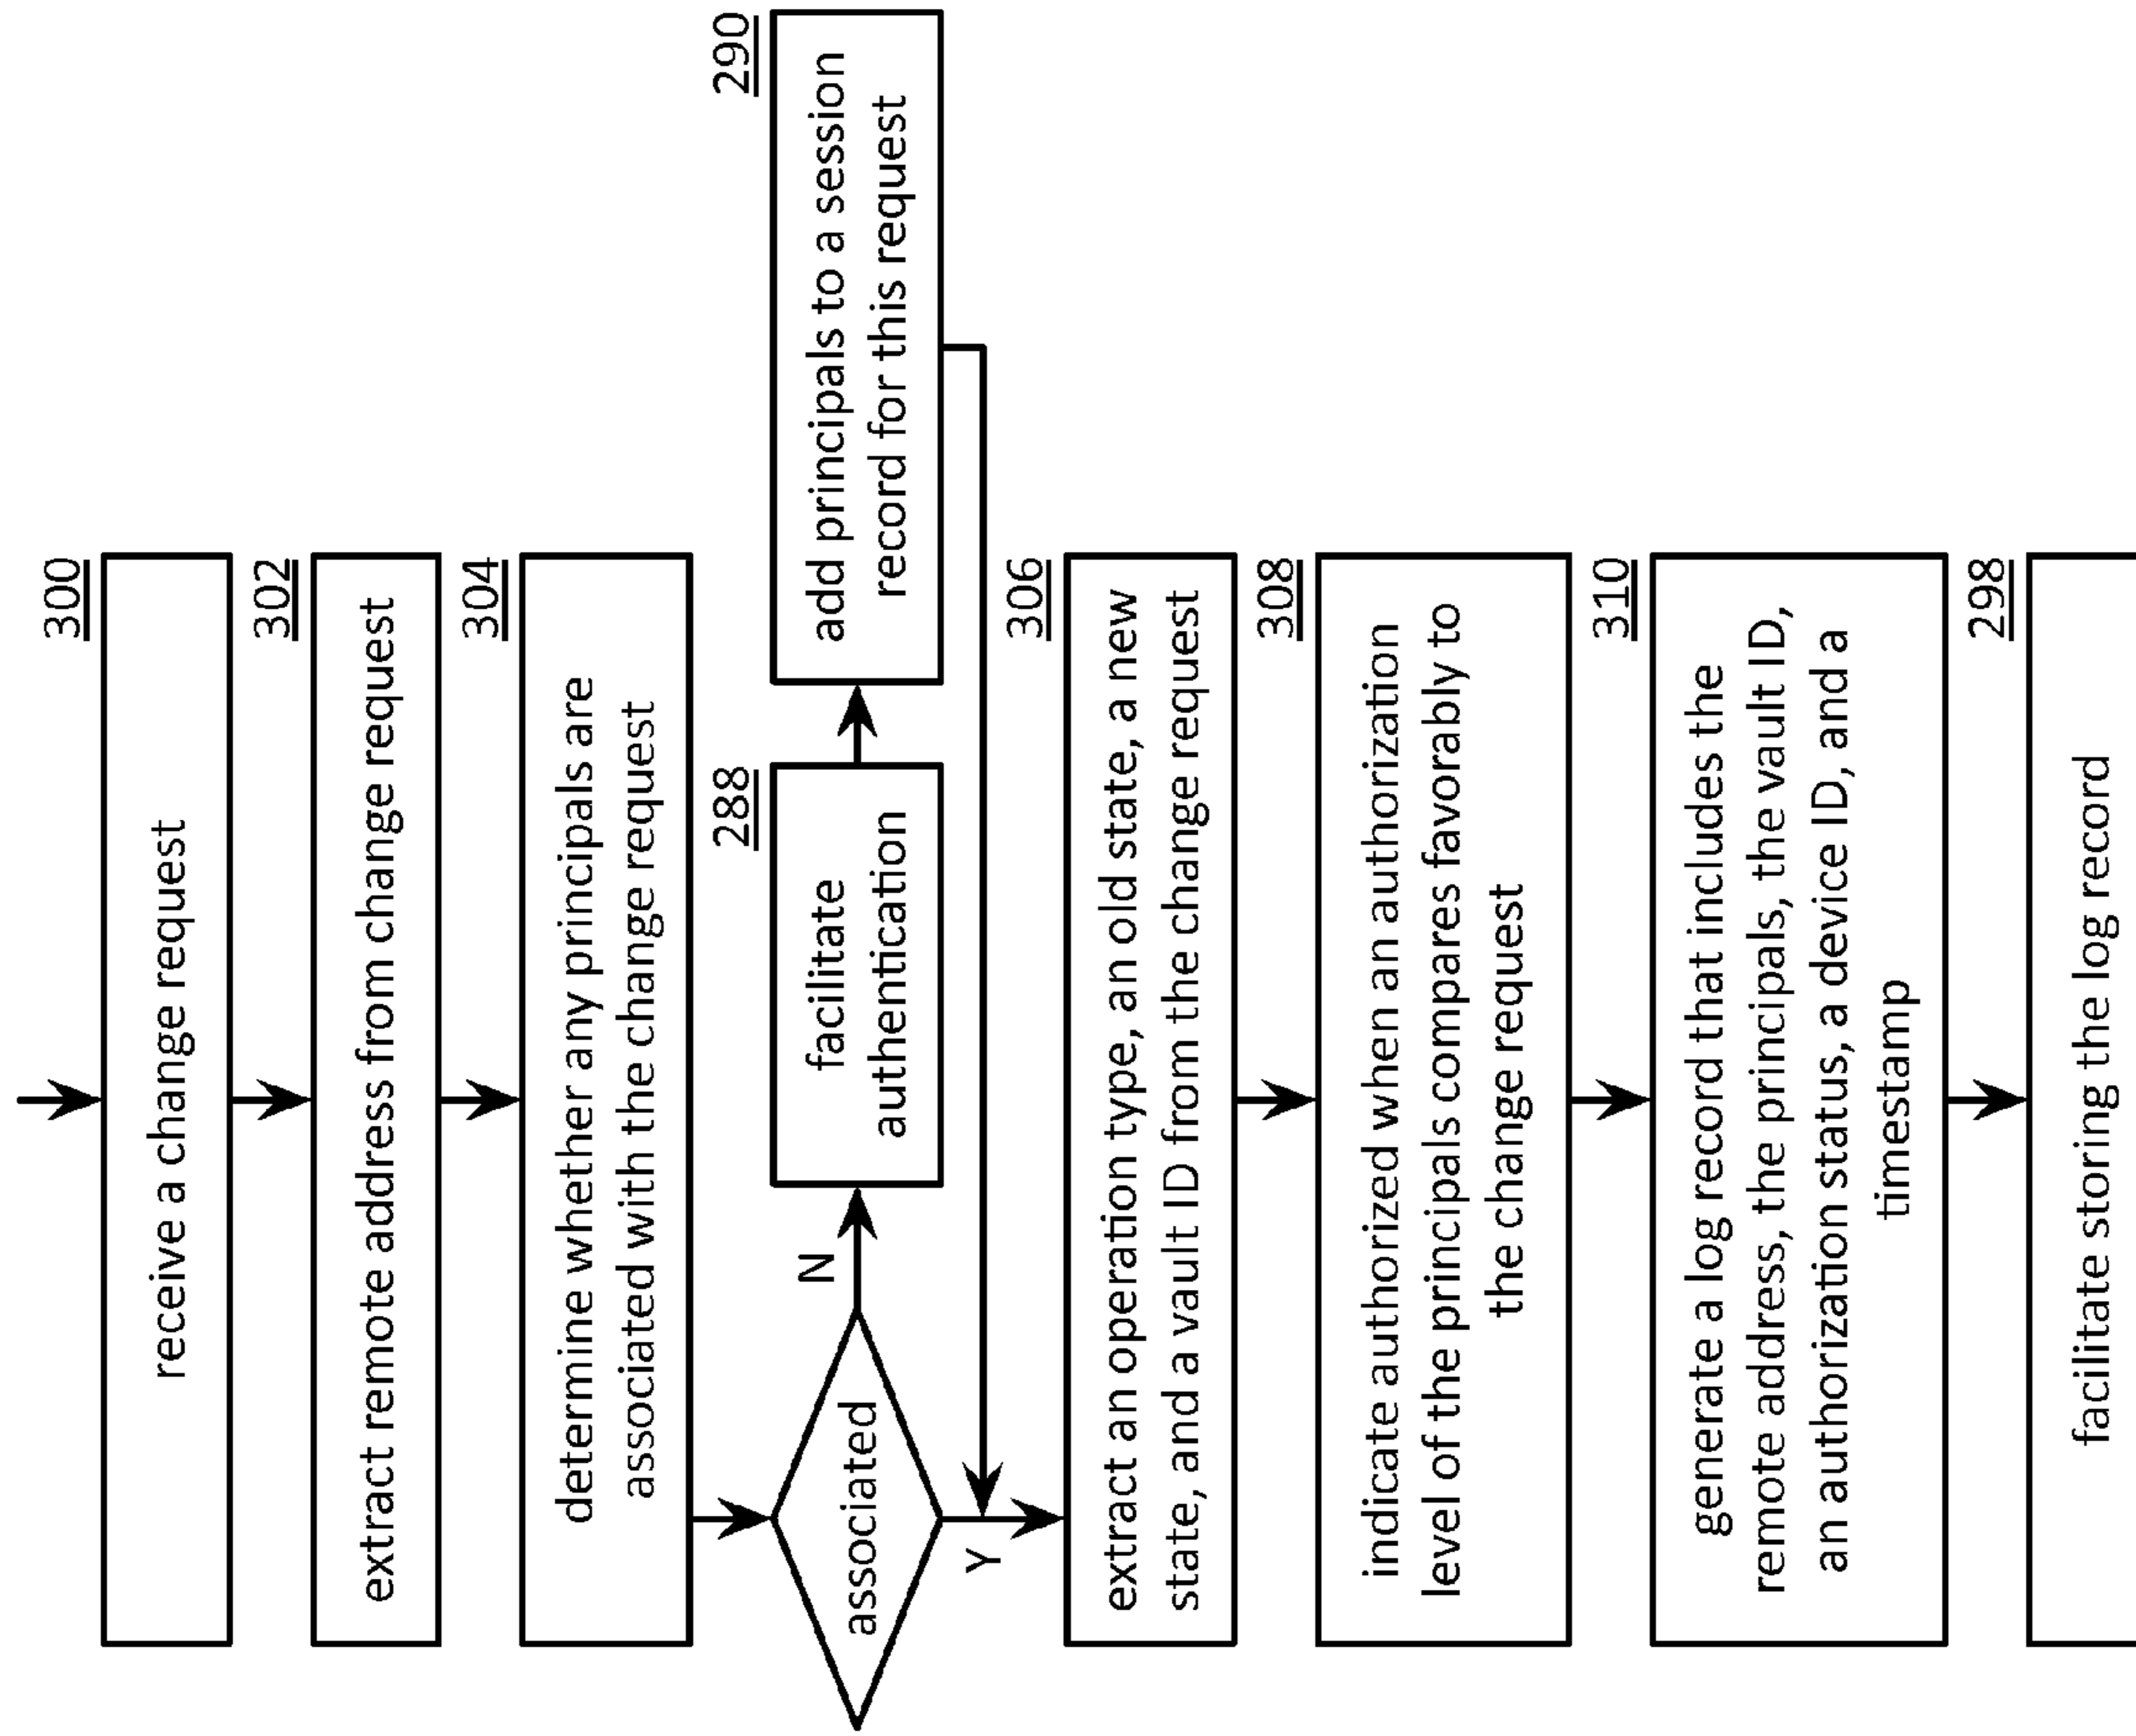 300
receive a change request
302
extract remote address from change request
304
determine whether any principals are
associated with the change request
associated
N
288
facilitate
authentication
290
add principals to a session
record for this request
Y
306
extract an operation type, an old state, a new
state, and a vault ID from the change request
308
indicate authorized when an authorization
level of the principals compares favorably to
the change request
310
generate a log record that includes the
remote address, the principals, the vault ID,
an authorization status, a device ID, and a
timestamp
298
facilitate storing the log record